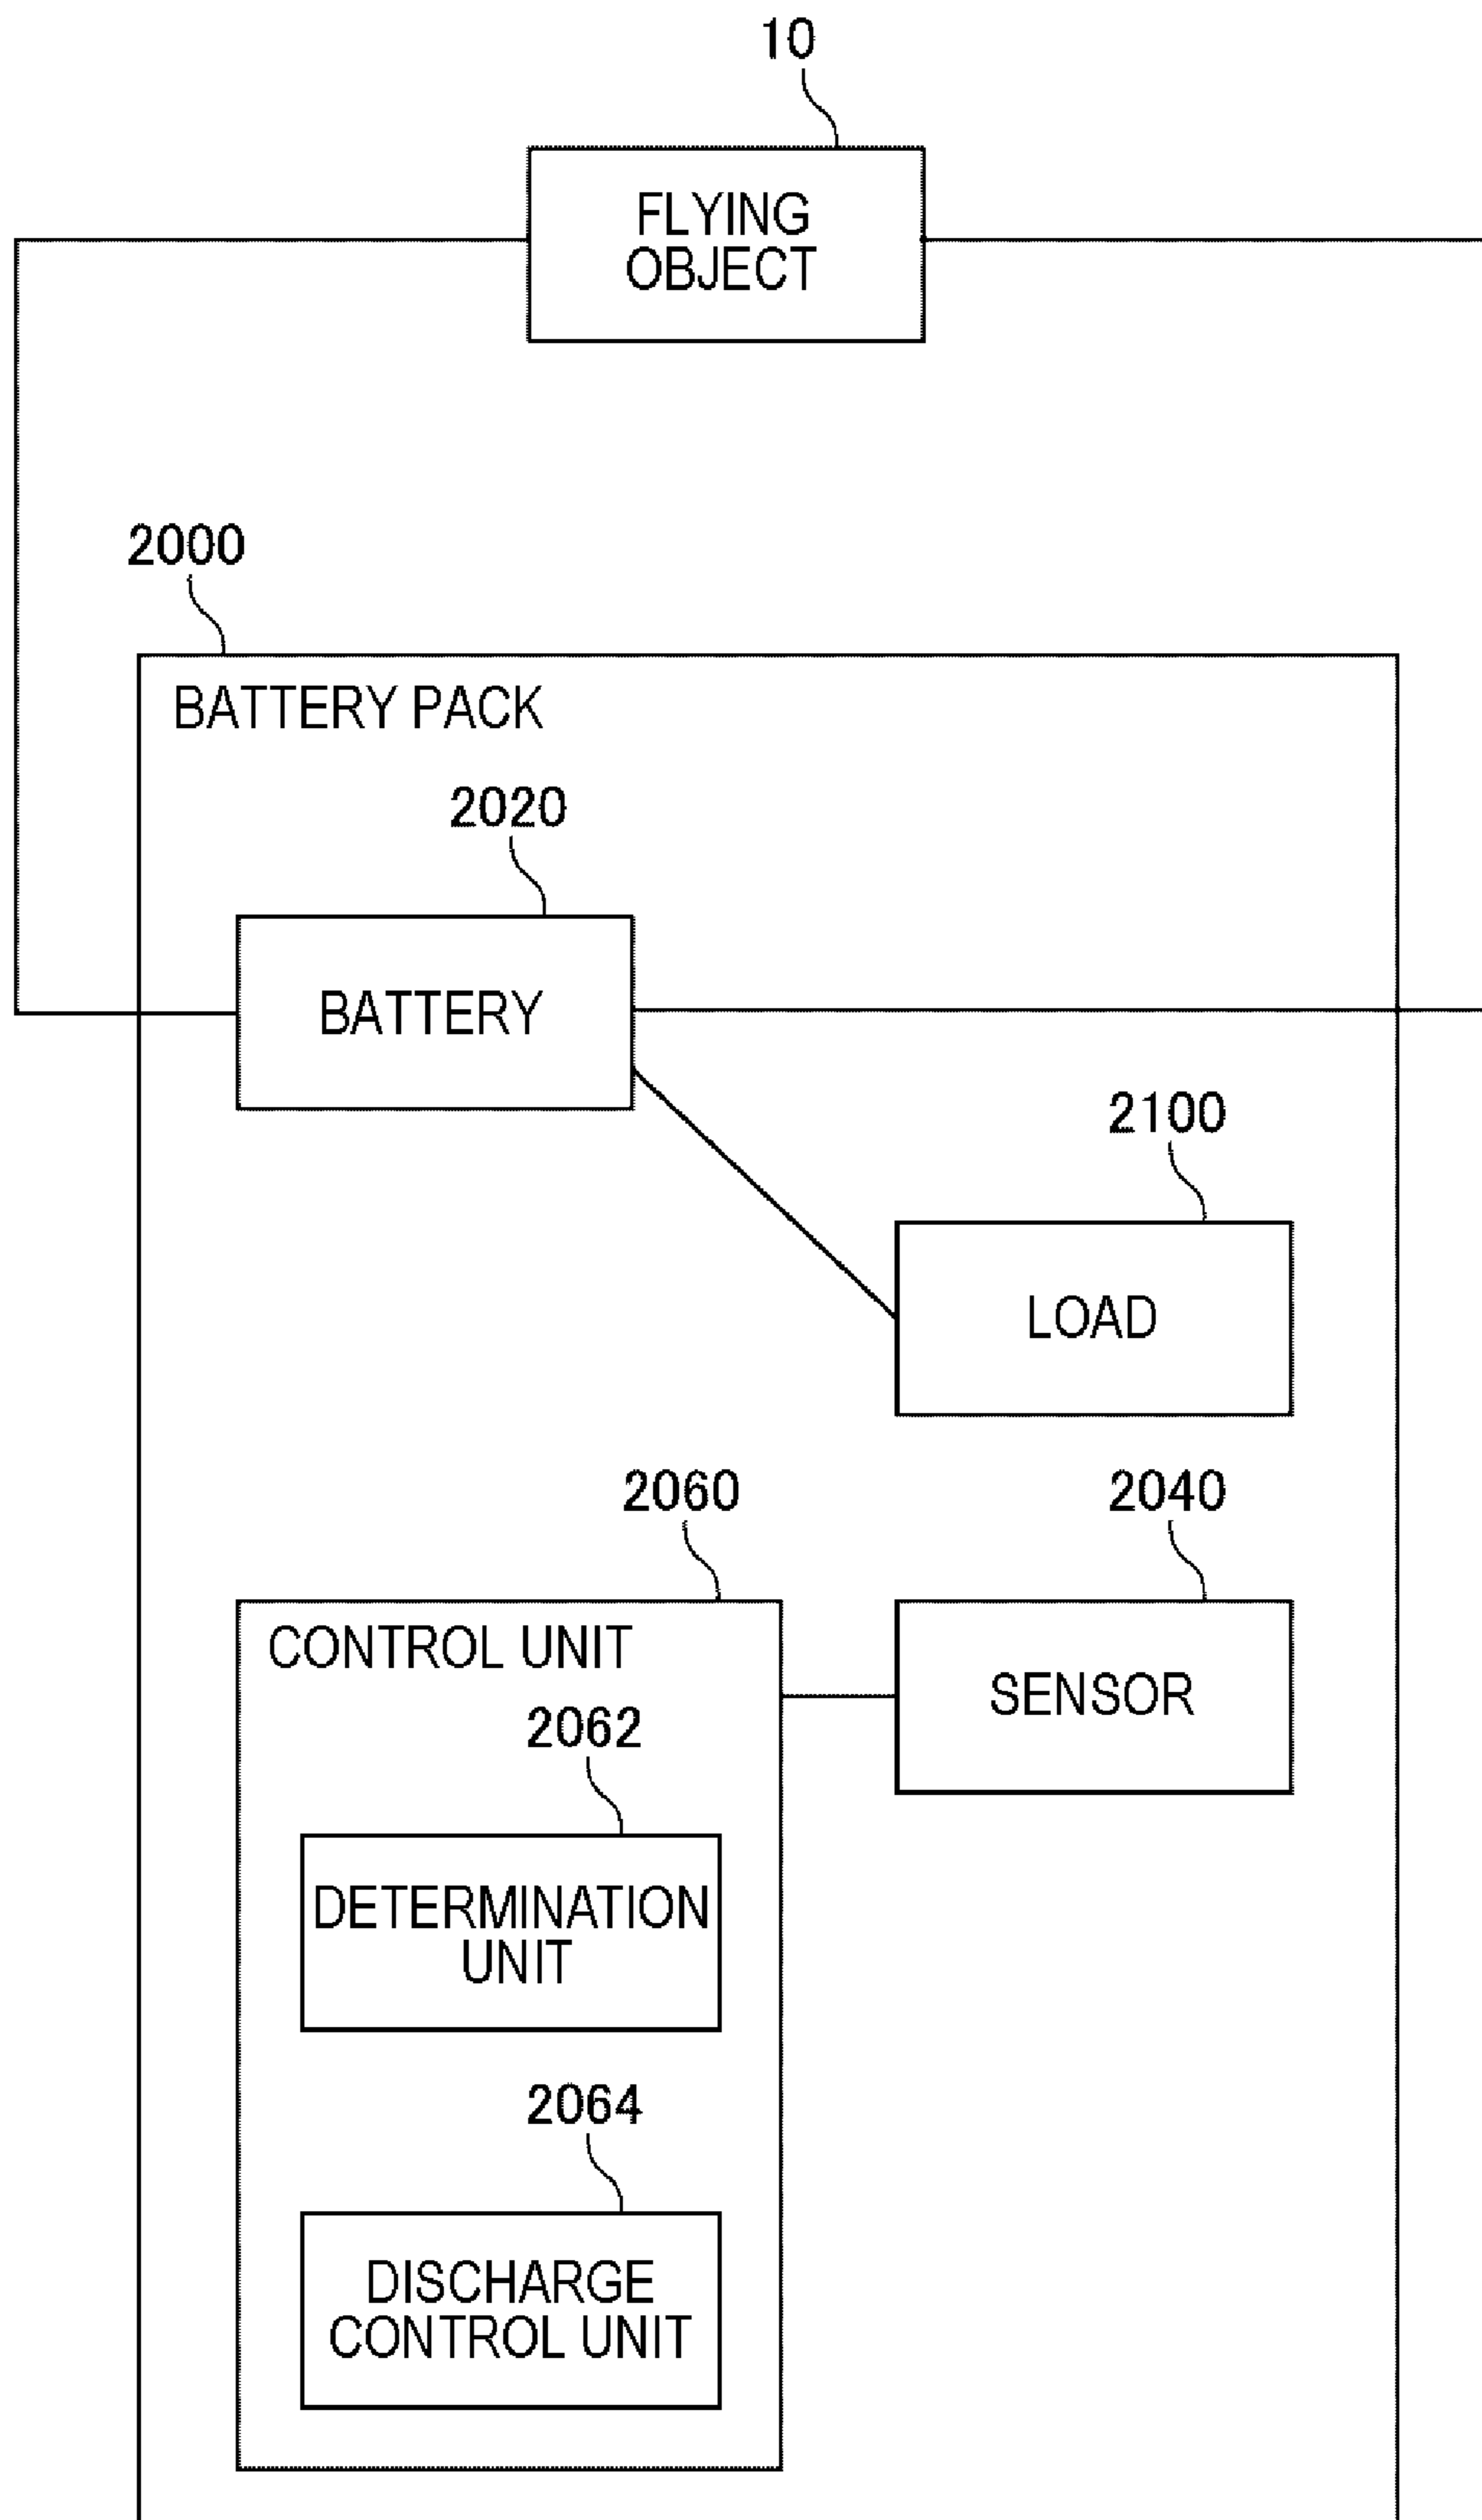 10
FLYING
OBJECT
2000
BATTERY PACK
2020
BATTERY
2100
LOAD
2060
2040
CONTROL UNIT
SENSOR
2062
DETERMINATION
UNIT
2064
DISCHARGE
CONTROL UNIT